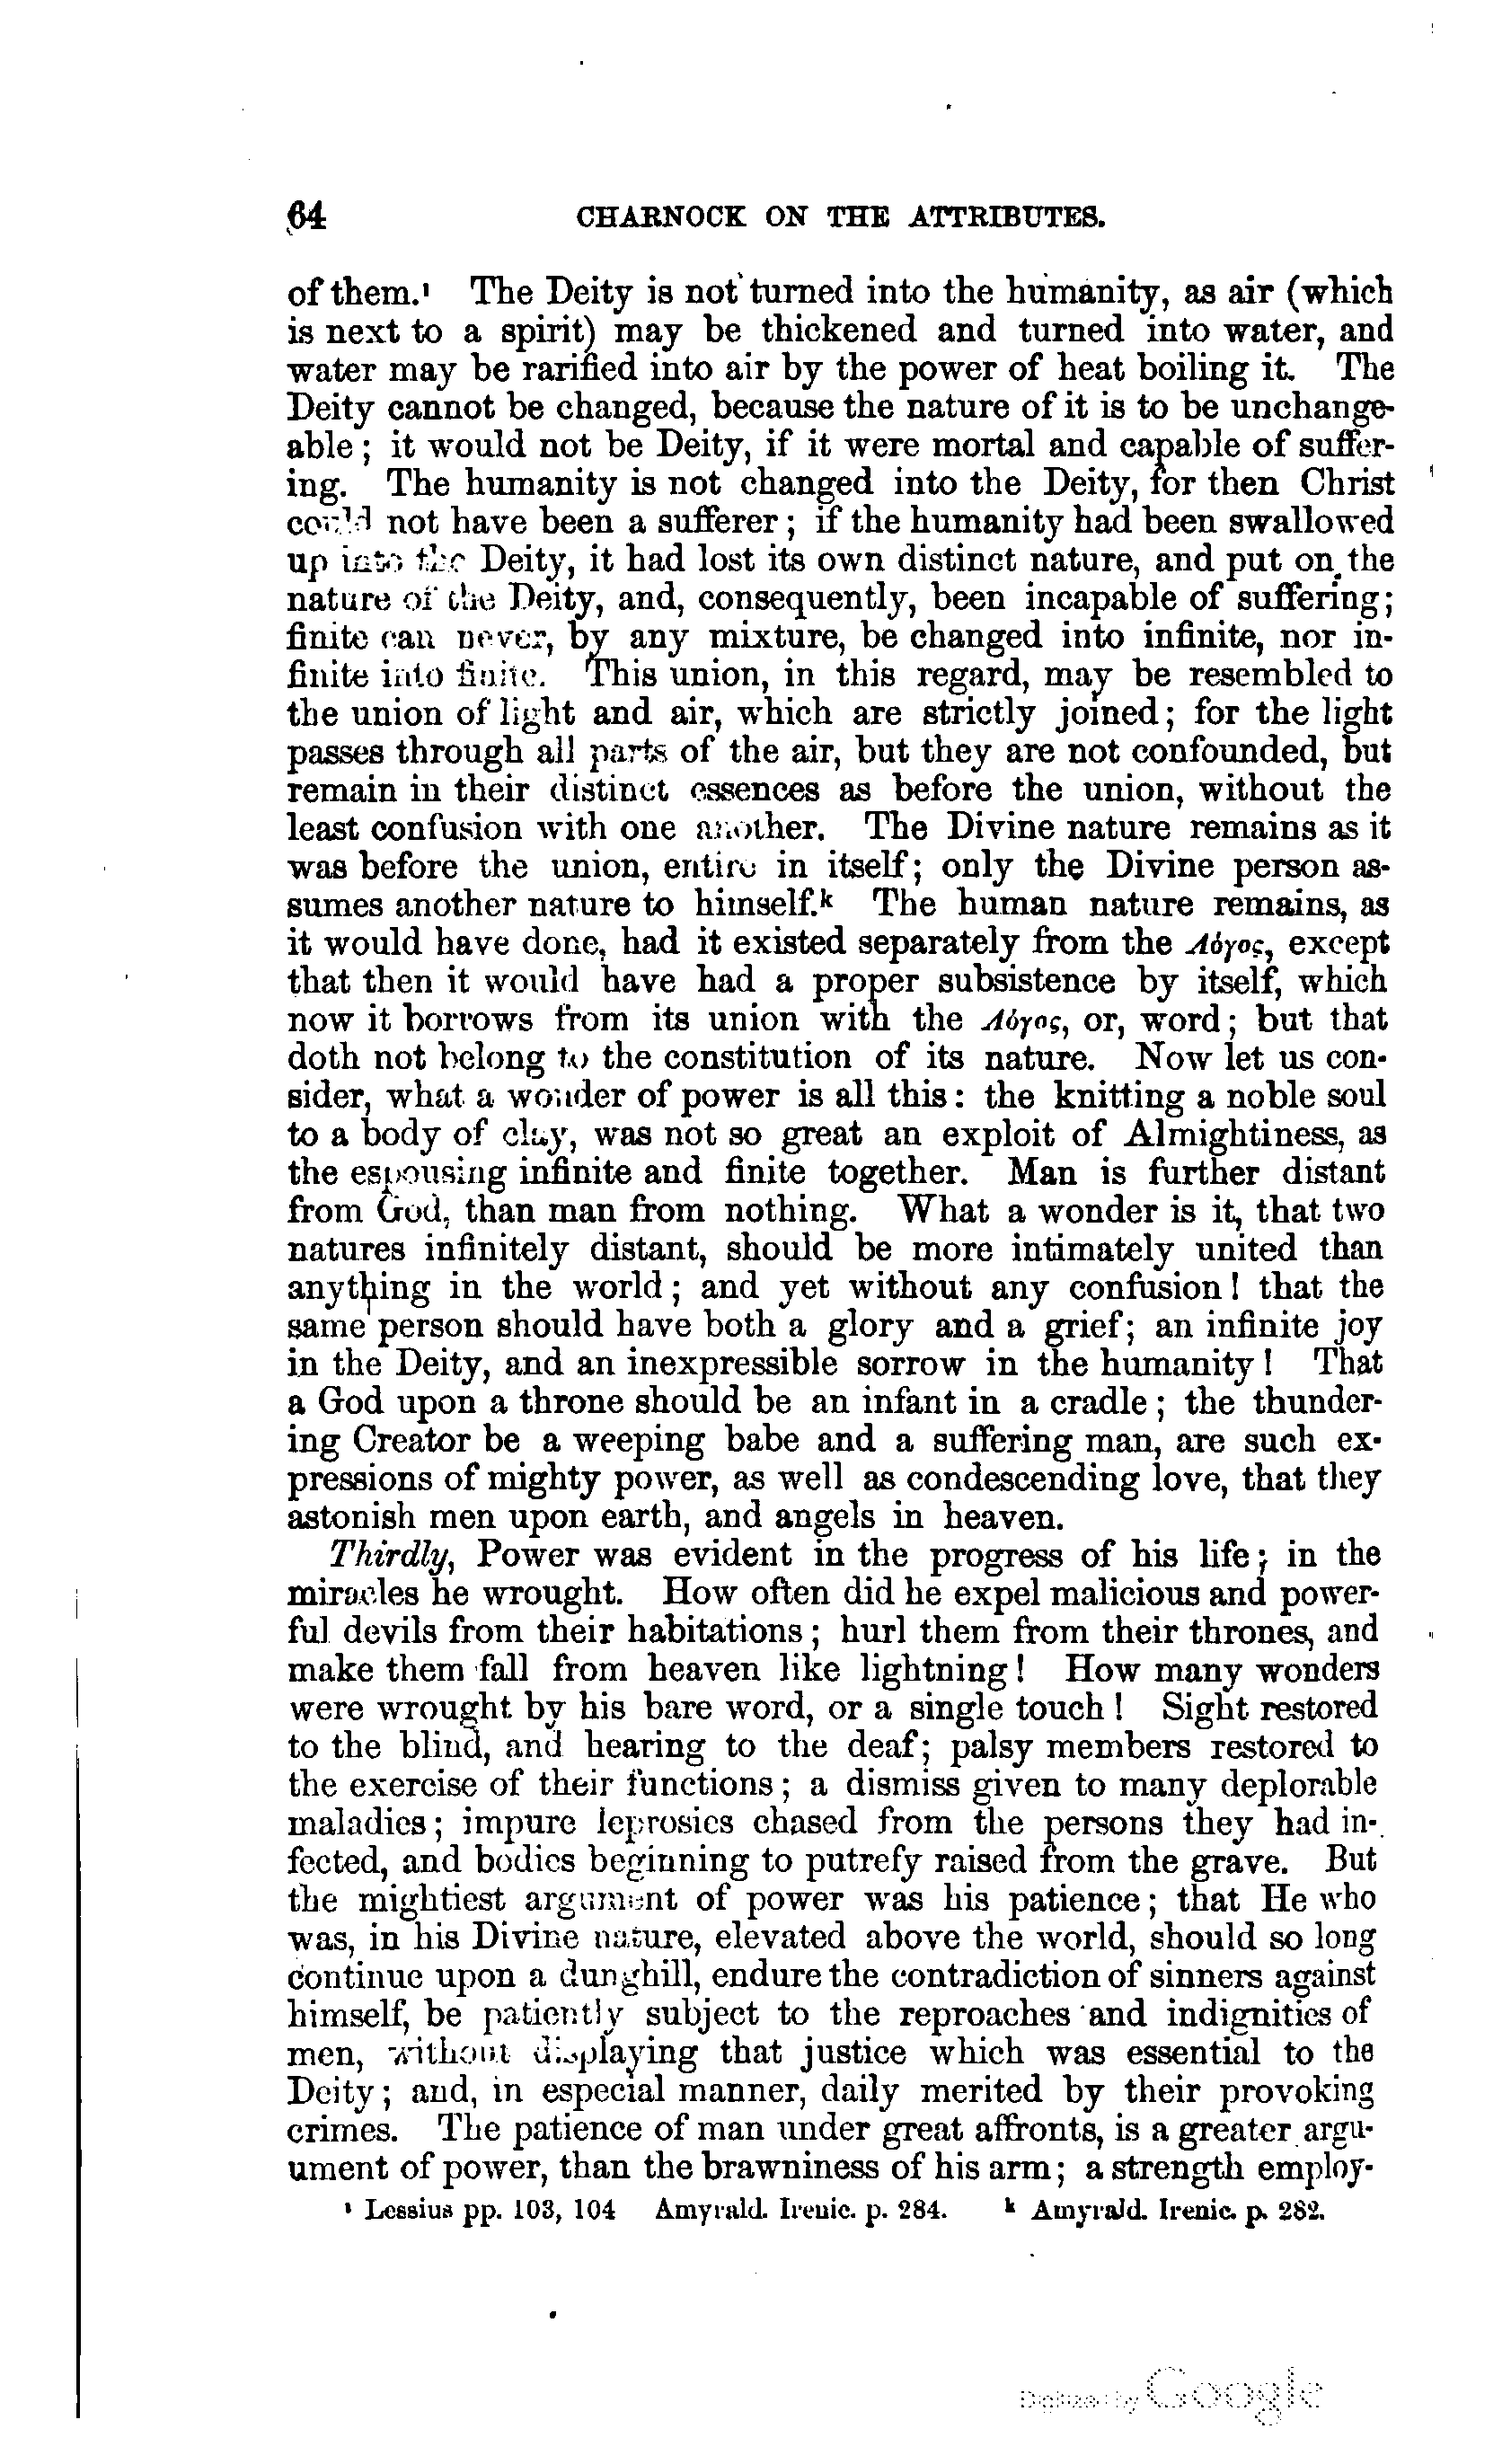 64 CHARNOCK ON THE ATTRIBUTES.
of them.¹ The Deity is not turned into the humanity, as air (which
is next to a spirit) may be thickened and turned into water, and
water may be rarified into air by the power of heat boiling it. The
Deity cannot be changed, because the nature of it is to be unchange-
able; it would not be Deity, if it were mortal and capable of suffer-
ing. The humanity is not changed into the Deity, for then Christ
could not have been a sufferer; if the humanity had been swallowed
up into the Deity, it had lost its own distinct nature, and put on the
nature of the Deity, and, consequently, been incapable of suffering;
finite can never, by any mixture, be changed into infinite, nor in-
finite into finite. This union, in this regard, may be resembled to
the union of light and air, which are strictly joined; for the light
passes through all parts of the air, but they are not confounded, but
remain in their distinct essences as before the union, without the
least confusion with one another. The Divine nature remains as it
was before the union, entire in itself; only the Divine person as-
sumes another nature to himself.ᵏ The human nature remains, as
it would have done, had it existed separately from the Λόγος, except
that then it would have had a proper subsistence by itself, which
now it borrows from its union with the Λόγος, or, word; but that
doth not belong to the constitution of its nature. Now let us con-
sider, what a wonder of power is all this: the knitting a noble soul
to a body of clay, was not so great an exploit of Almightiness, as
the espousing infinite and finite together. Man is further distant
from God, than man from nothing. What a wonder is it, that two
natures infinitely distant, should be more intimately united than
anything in the world; and yet without any confusion! that the
same person should have both a glory and a grief; an infinite joy
in the Deity, and an inexpressible sorrow in the humanity! That
a God upon a throne should be an infant in a cradle; the thunder-
ing Creator be a weeping babe and a suffering man, are such ex-
pressions of mighty power, as well as condescending love, that they
astonish men upon earth, and angels in heaven.
Thirdly, Power was evident in the progress of his life; in the
miracles he wrought. How often did he expel malicious and power-
ful devils from their habitations; hurl them from their thrones, and
make them fall from heaven like lightning! How many wonders
were wrought by his bare word, or a single touch! Sight restored
to the blind, and hearing to the deaf; palsy members restored to
the exercise of their functions; a dismiss given to many deplorable
maladies; impure leprosies chased from the persons they had in-
fected, and bodies beginning to putrefy raised from the grave. But
the mightiest argument of power was his patience; that He who
was, in his Divine nature, elevated above the world, should so long
continue upon a dunghill, endure the contradiction of sinners against
himself, be patiently subject to the reproaches and indignities of
men, without displaying that justice which was essential to the
Deity; and, in especial manner, daily merited by their provoking
crimes. The patience of man under great affronts, is a greater argu-
ument of power, than the brawniness of his arm; a strength employ-
¹ Lessius pp. 103, 104 Amyrald. Irenic. p. 284. ᵏ Amyrald. Irenic. p. 282.
Digitized by Google